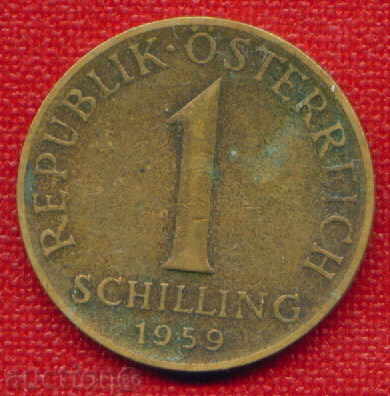 REPUBLIK · ÖSTERREICH
1
SCHILLING
1959